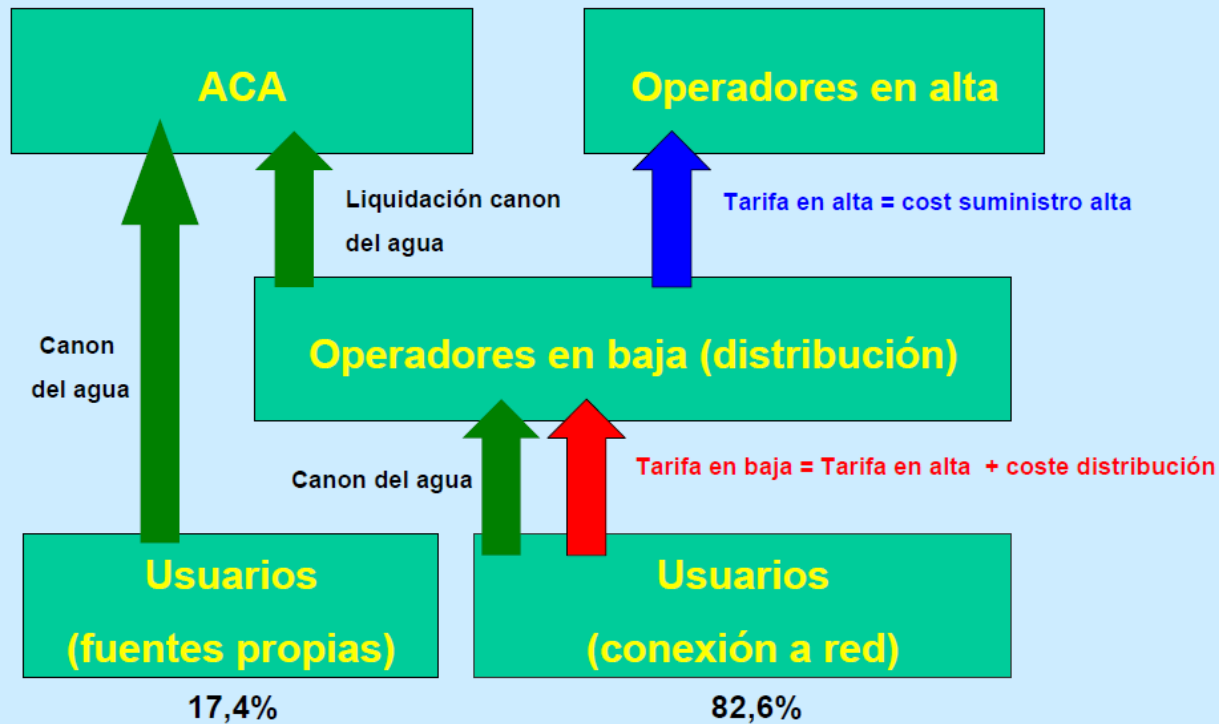 ACA
Operadores en alta
Liquidación canon
del agua
Tarifa en alta = cost suministro alta
Canon
del agua
Operadores en baja (distribución)
Canon del agua
Tarifa en baja = Tarifa en alta + coste distribución
Usuarios
(fuentes propias)
Usuarios
(conexión a red)
17,4%
82,6%